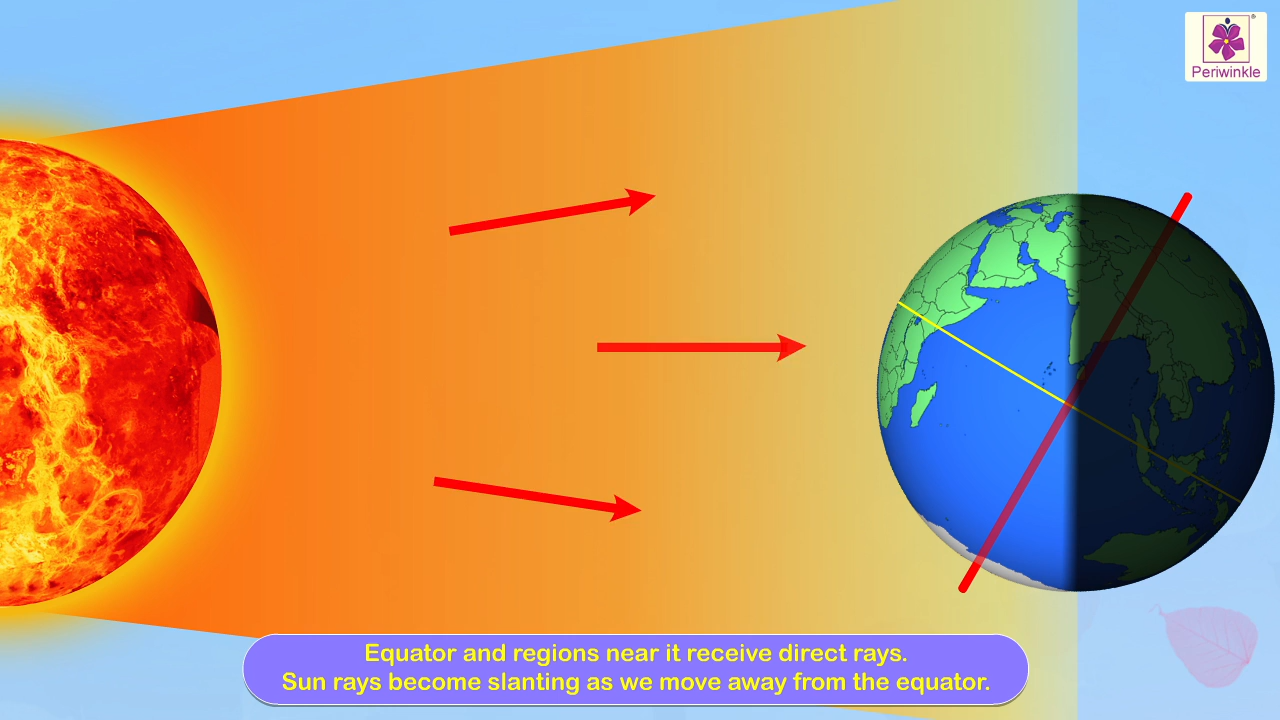 Periwinkle
Equator and regions near it receive direct rays.
Sun rays become slanting as we move away from the equator.